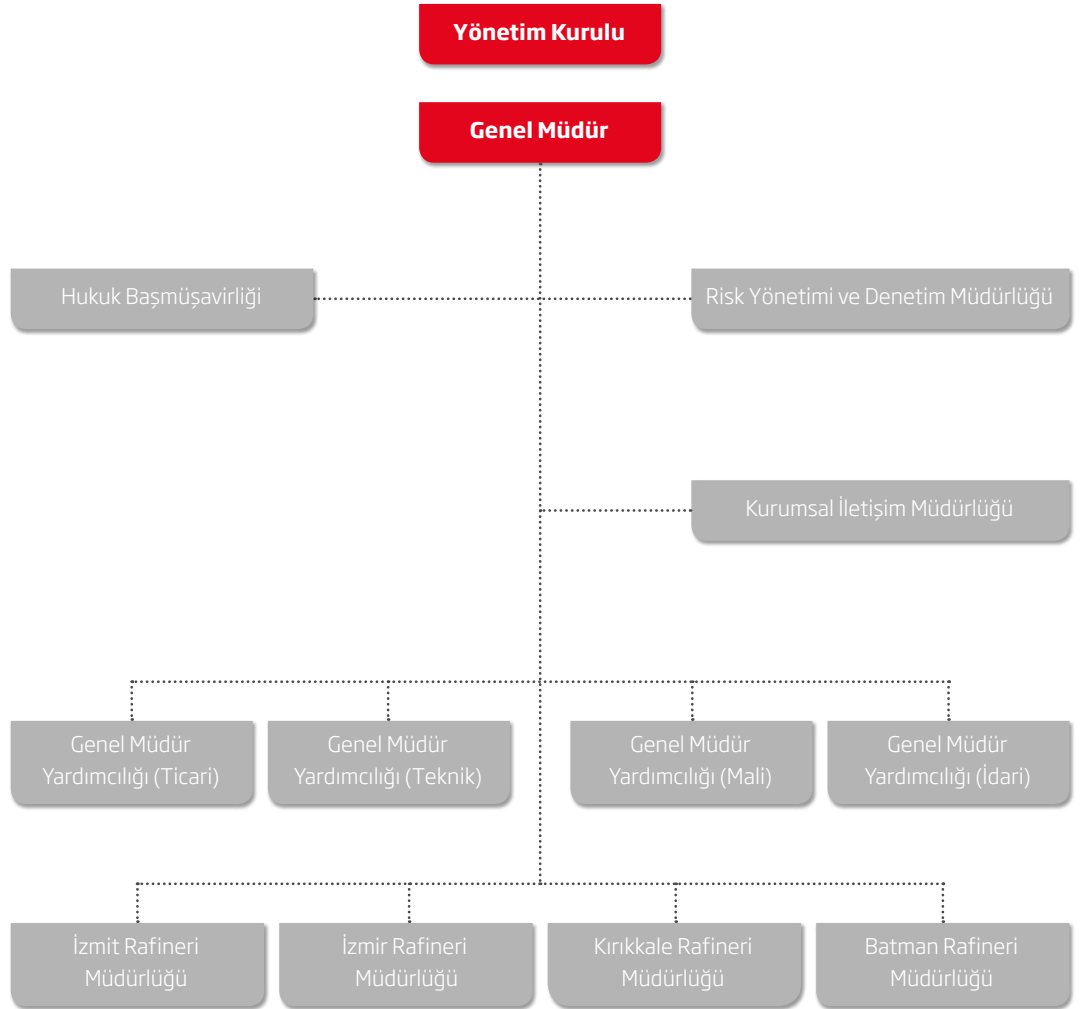 Yönetim Kurulu
Genel Müdür
Hukuk Başmüşavirliği
Risk Yönetimi ve Denetim Müdürlüğü
Kurumsal İletişim Müdürlüğü
Genel Müdür
Yardımcılığı (Ticari)
Genel Müdür
Yardımcılığı (Teknik)
Genel Müdür
Yardımcılığı (Mali)
Genel Müdür
Yardımcılığı (İdari)
İzmit Rafineri
Müdürlüğü
İzmir Rafineri
Müdürlüğü
Kırıkkale Rafineri
Müdürlüğü
Batman Rafineri
Müdürlüğü